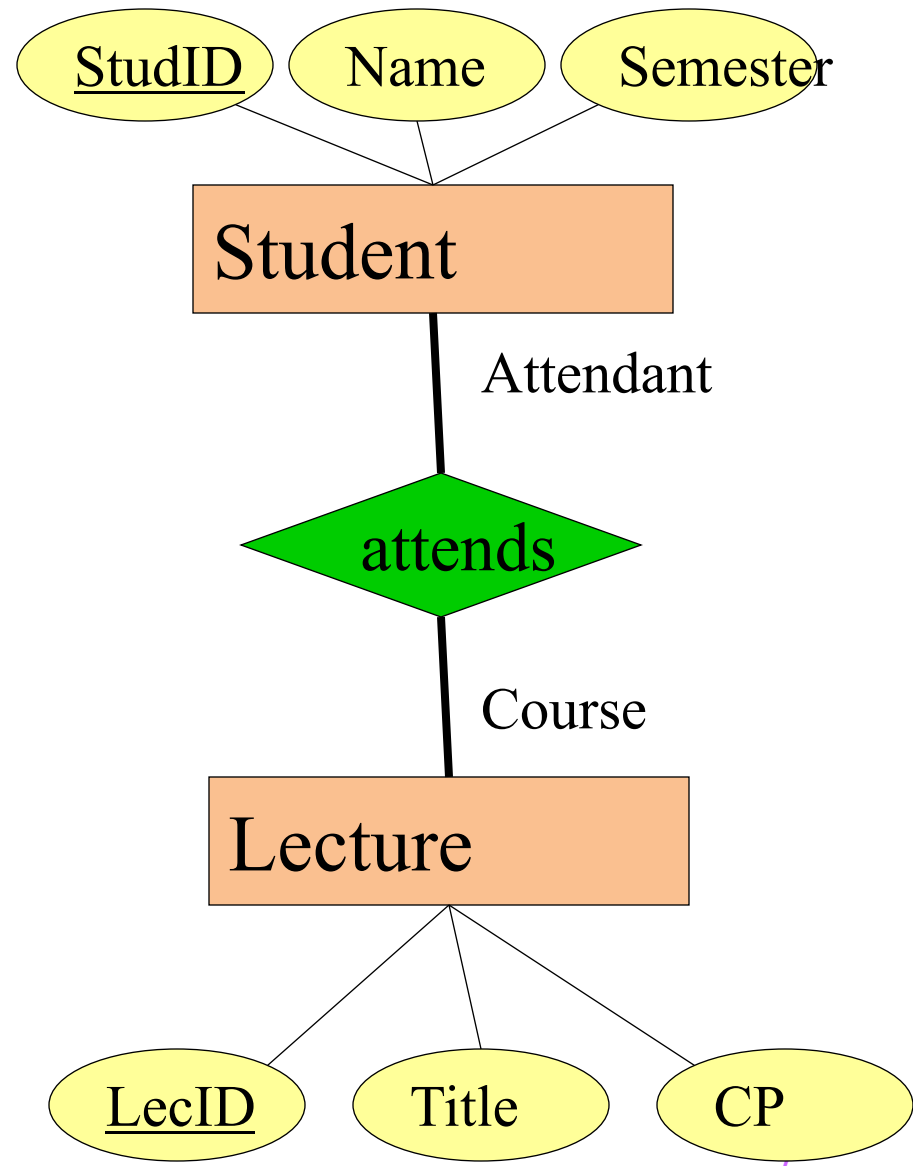 StudID Name Semester
Student
Attendant
attends
Course
Lecture
LecID Title CP